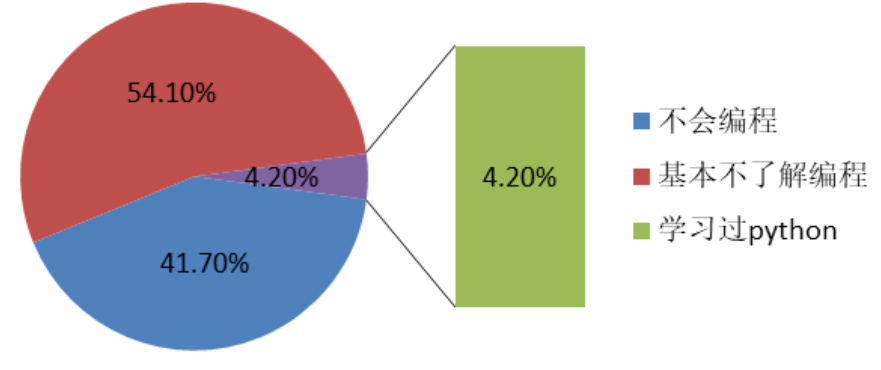 54.10%
4.20%
4.20%
41.70%
不会编程
基本不了解编程
学习过python